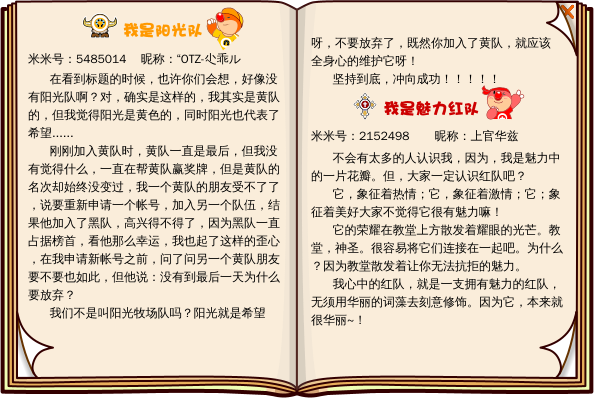 我是阳光队
米米号：5485014　昵称：“OTZ-尐乖ル
在看到标题的时候，也许你们会想，好像没
有阳光队啊？对，确实是这样的，我其实是黄队
的，但我觉得阳光是黄色的，同时阳光也代表了
希望......
刚刚加入黄队时，黄队一直是最后，但我没
有觉得什么，一直在帮黄队赢奖牌，但是黄队的
名次却始终没变过，我一个黄队的朋友受不了了
，说要重新申请一个帐号，加入另一个队伍，结
果他加入了黑队，高兴得不得了，因为黑队一直
占据榜首，看他那么幸运，我也起了这样的歪心
，在我申请新帐号之前，问了问另一个黄队朋友
要不要也如此，但他说：没有到最后一天为什么
要放弃？
我们不是叫阳光牧场队吗？阳光就是希望
呀，不要放弃了，既然你加入了黄队，就应该
全身心的维护它呀！
坚持到底，冲向成功！！！！！
我是魅力红队
米米号：2152498　昵称：上官华兹
不会有太多的人认识我，因为，我是魅力中
的一片花瓣。但，大家一定认识红队吧？
它，象征着热情；它，象征着激情；它；象
征着美好大家不觉得它很有魅力嘛！
它的荣耀在教堂上方散发着耀眼的光芒。教
堂，神圣。很容易将它们连接在一起吧。为什么
？因为教堂散发着让你无法抗拒的魅力。
我心中的红队，就是一支拥有魅力的红队，
无须用华丽的词藻去刻意修饰。因为它，本来就
很华丽~！